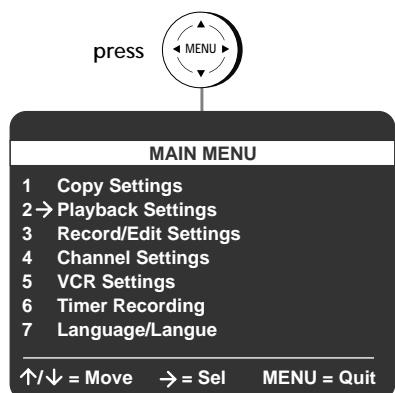 press
MENU
MAIN MENU
1 Copy Settings
2 → Playback Settings
3 Record/Edit Settings
4 Channel Settings
5 VCR Settings
6 Timer Recording
7 Language/Langue
↑/↓ = Move → = Sel MENU = Quit